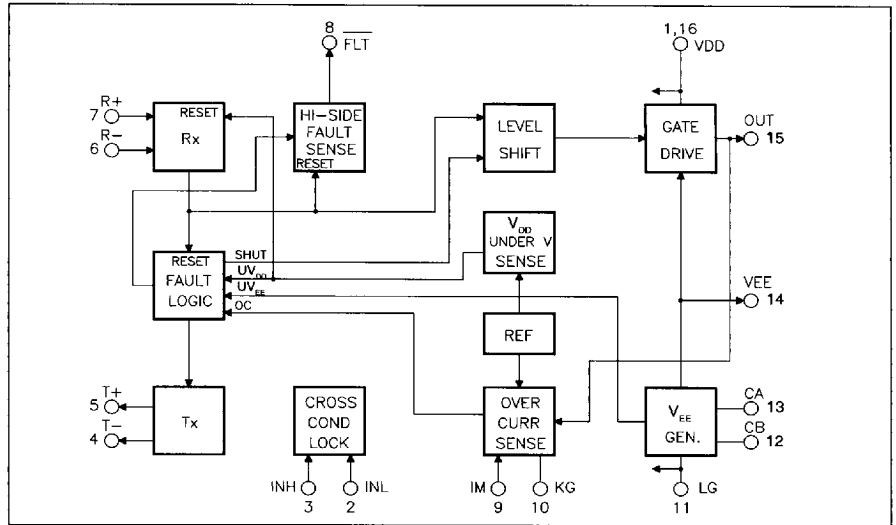 8
FLT
1,16
VDD
R+
7
R-
6
RESET
Rx
HI-SIDE
FAULT
SENSE
RESET
LEVEL
SHIFT
GATE
DRIVE
OUT
15
RESET
FAULT
LOGIC
SHUT
UVDD
UVEE
OC
VDD
UNDER V
SENSE
REF
VEE
14
T+
5
T-
4
Tx
CROSS
COND
LOCK
OVER
CURR
SENSE
VEE
GEN.
CA
13
CB
12
INH
3
INL
2
IM
9
KG
10
LG
11